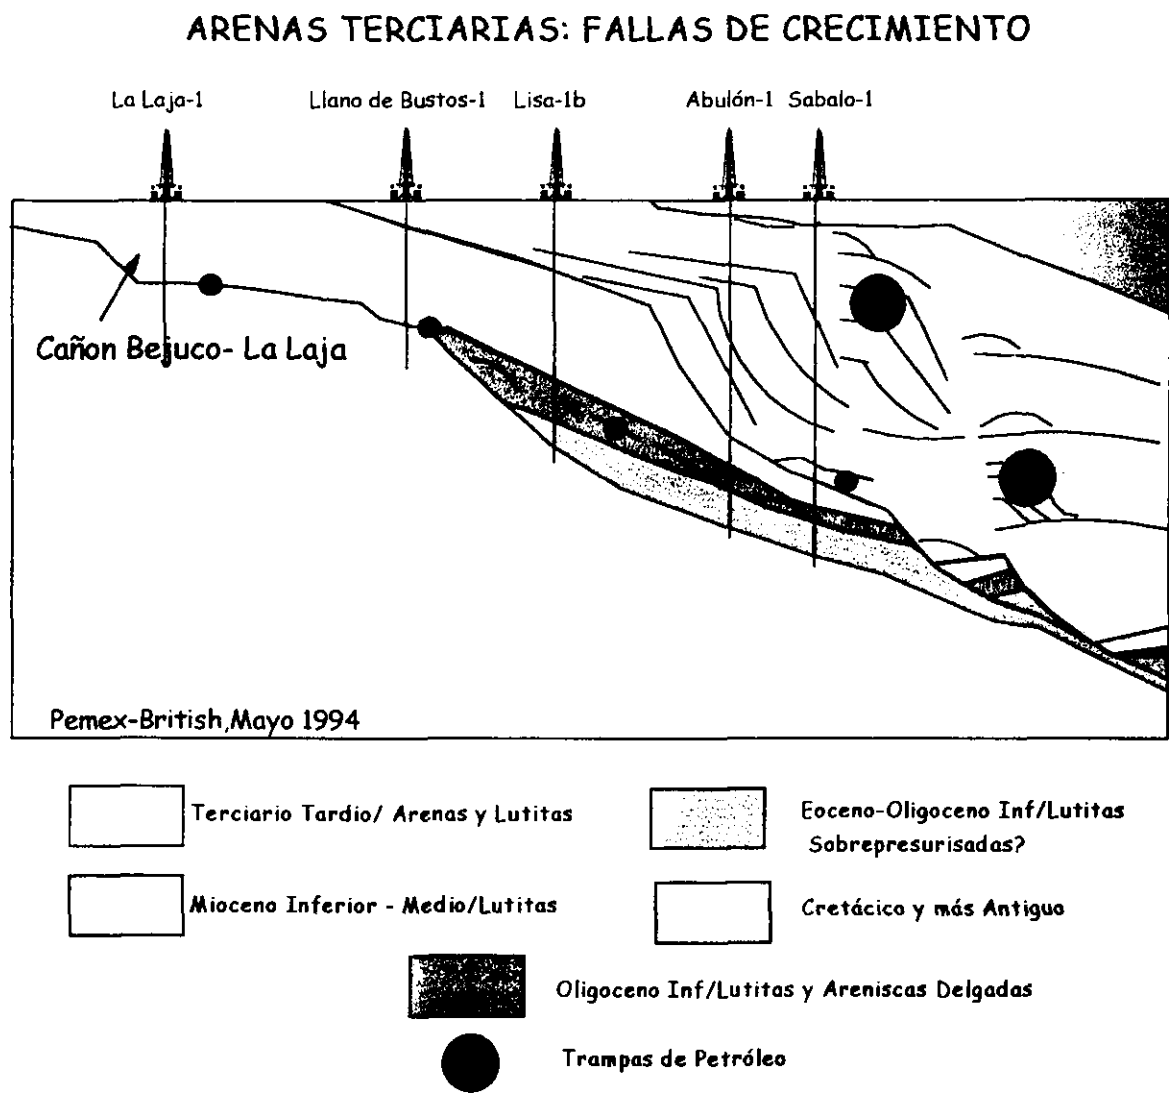 ARENAS TERCIARIAS: FALLAS DE CRECIMIENTO
La Laja-1
Llano de Bustos-1
Lisa-1b
Abulón-1
Sabalo-1
Cañon Bejuco- La Laja
Pemex-British,Mayo 1994
Terciario Tardio/ Arenas y Lutitas
Eoceno-Oligoceno Inf/Lutitas
Sobrepresurisadas?
Mioceno Inferior - Medio/Lutitas
Cretácico y más Antiguo
Oligoceno Inf/Lutitas y Areniscas Delgadas
Trampas de Petróleo